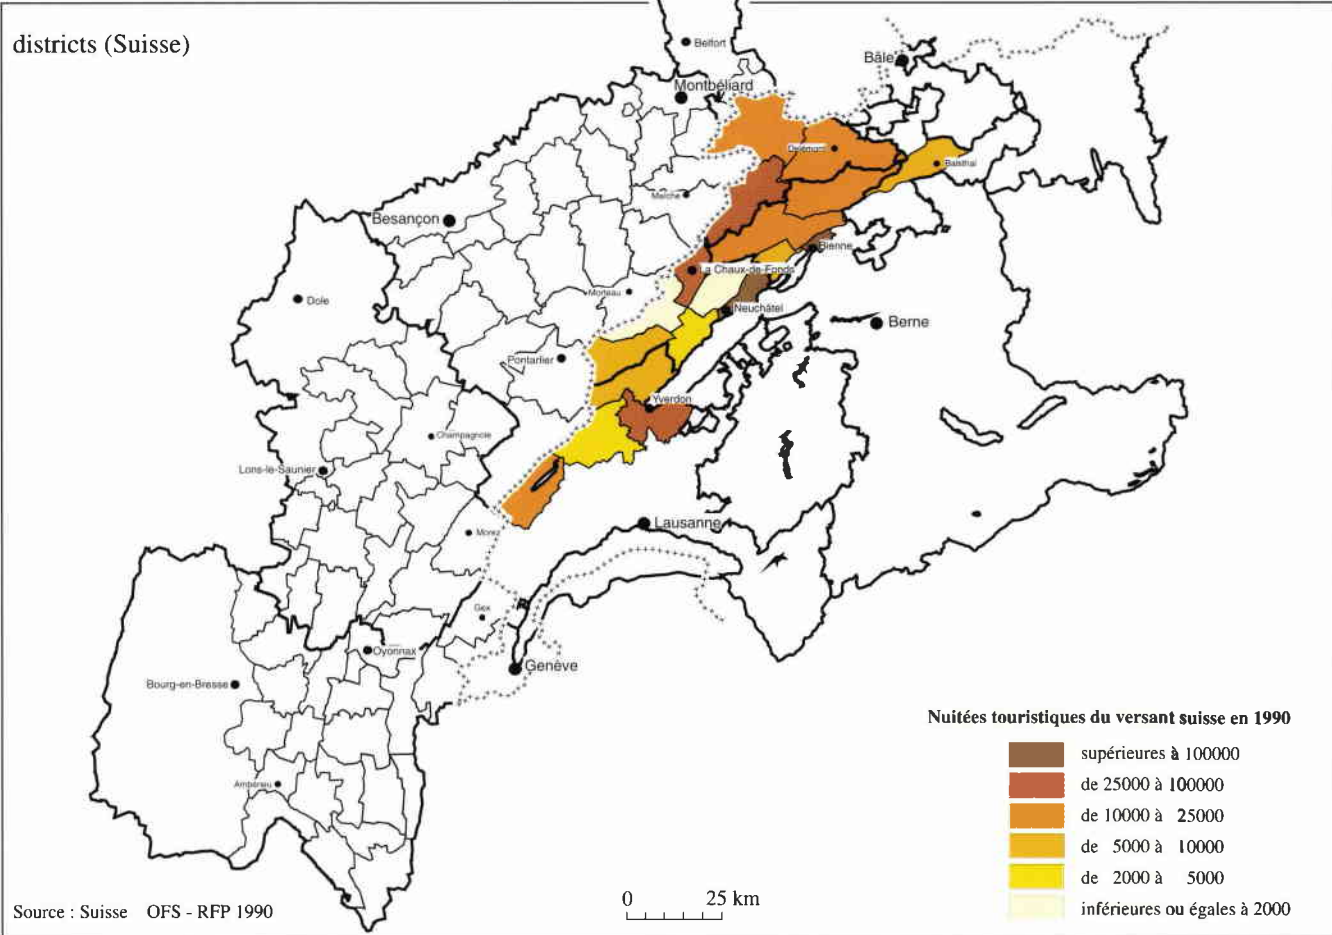 districts (Suisse)
Belfort
Bâle
Montbéliard
Delémont
Balsthal
Maîche
Besançon
Bienne
La Chaux-de-Fonds
Morteau
Dole
Neuchâtel
Berne
Pontarlier
Yverdon
Champagnole
Lons-le-Saunier
Lausanne
Morez
Gex
Oyonnax
Genève
Bourg-en-Bresse
Ambérieu
Nuitées touristiques du versant suisse en 1990
supérieures à 100000
de 25000 à 100000
de 10000 à 25000
de 5000 à 10000
de 2000 à 5000
inférieures ou égales à 2000
0 25 km
Source : Suisse OFS - RFP 1990